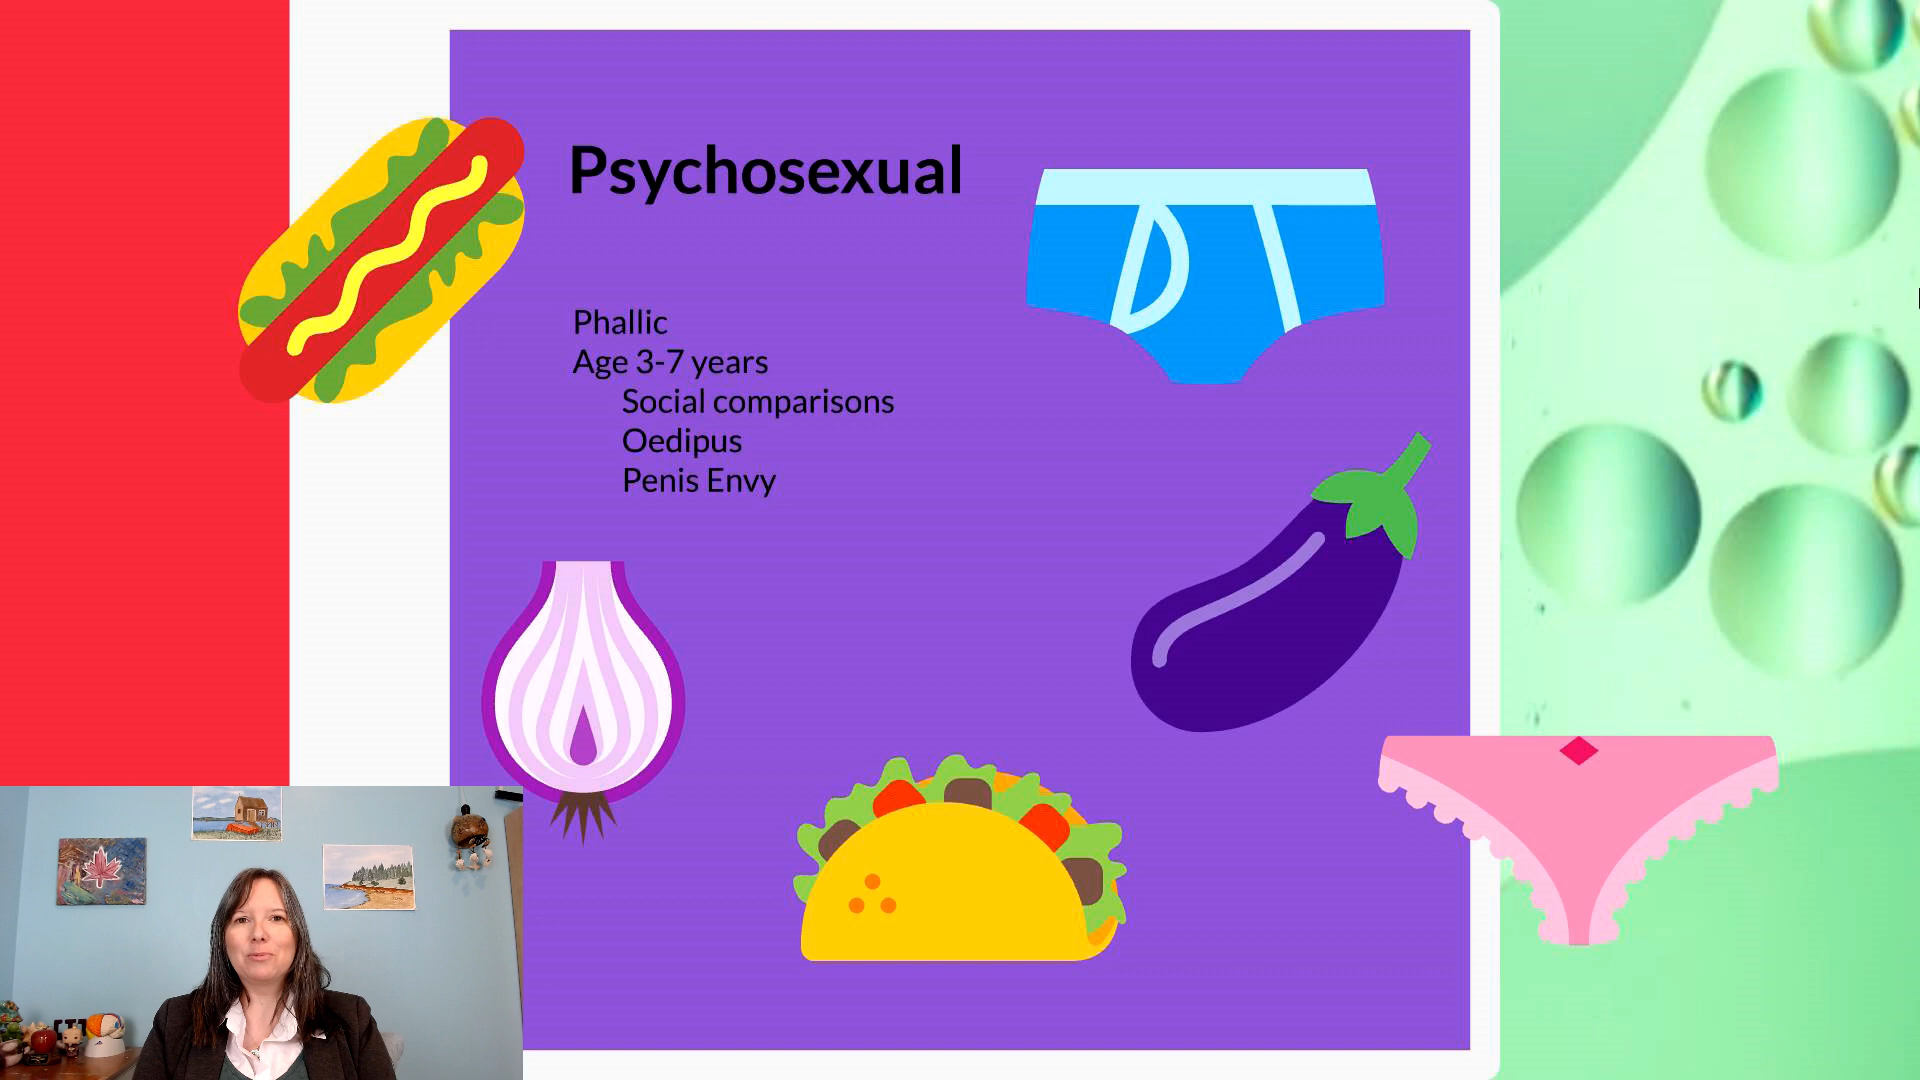 Psychosexual
Phallic
Age 3-7 years
Social comparisons
Oedipus
Penis Envy